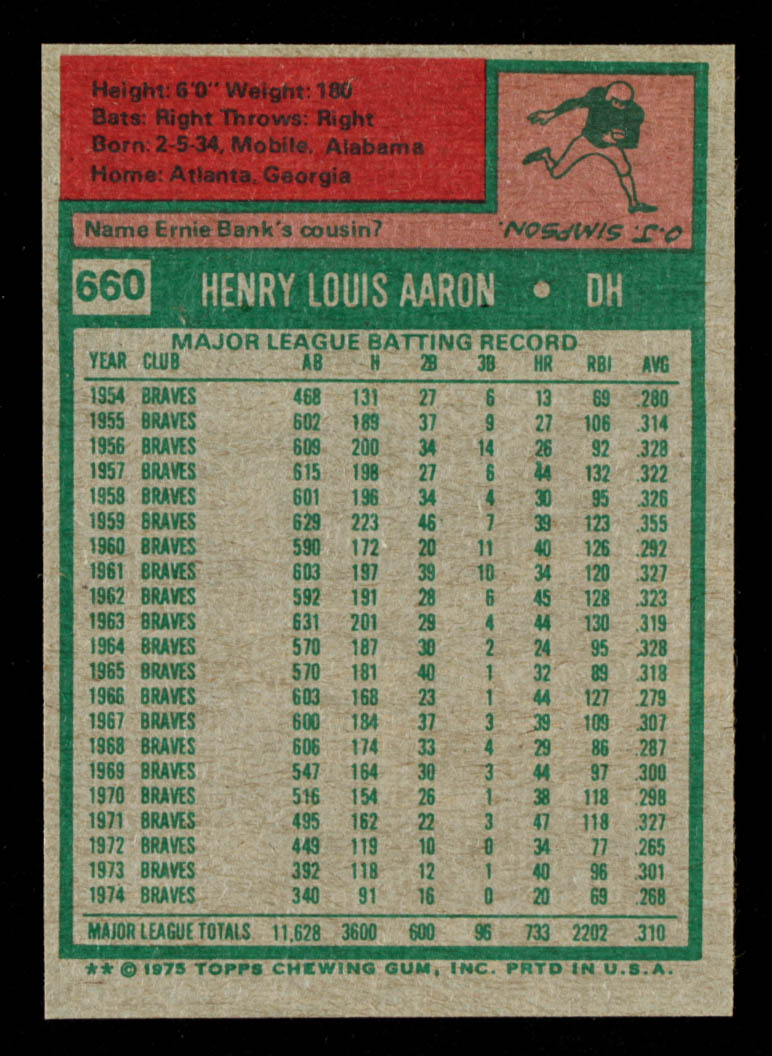 Height: 6'0" Weight: 180
Bats: Right Throws: Right
Born: 2-5-34, Mobile, Alabama
Home: Atlanta, Georgia
Name Ernie Bank's cousin?
O.J. SIMPSON.
660 HENRY LOUIS AARON • DH
MAJOR LEAGUE BATTING RECORD
YEAR CLUB AB H 2B 3B HR RBI AVG
1954 BRAVES 468 131 27 6 13 69 .280
1955 BRAVES 602 189 37 9 27 106 .314
1956 BRAVES 609 200 34 14 26 92 .328
1957 BRAVES 615 198 27 6 44 132 .322
1958 BRAVES 601 196 34 4 30 95 .326
1959 BRAVES 629 223 46 7 39 123 .355
1960 BRAVES 590 172 20 11 40 126 .292
1961 BRAVES 603 197 39 10 34 120 .327
1962 BRAVES 592 191 28 6 45 128 .323
1963 BRAVES 631 201 29 4 44 130 .319
1964 BRAVES 570 187 30 2 24 95 .328
1965 BRAVES 570 181 40 1 32 89 .318
1966 BRAVES 603 168 23 1 44 127 .279
1967 BRAVES 600 184 37 3 39 109 .307
1968 BRAVES 606 174 33 4 29 86 .287
1969 BRAVES 547 164 30 3 44 97 .300
1970 BRAVES 516 154 26 1 38 118 .298
1971 BRAVES 495 162 22 3 47 118 .327
1972 BRAVES 449 119 10 0 34 77 .265
1973 BRAVES 392 118 12 1 40 96 .301
1974 BRAVES 340 91 16 0 20 69 .268
MAJOR LEAGUE TOTALS 11,628 3600 600 96 733 2202 .310
** © 1975 TOPPS CHEWING GUM, INC. PRTD IN U.S.A.